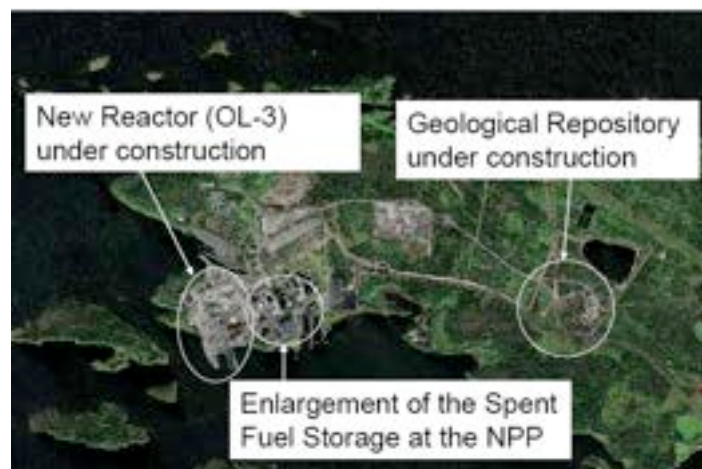 New Reactor (OL-3)
under construction
Geological Repository
under construction
Enlargement of the Spent
Fuel Storage at the NPP